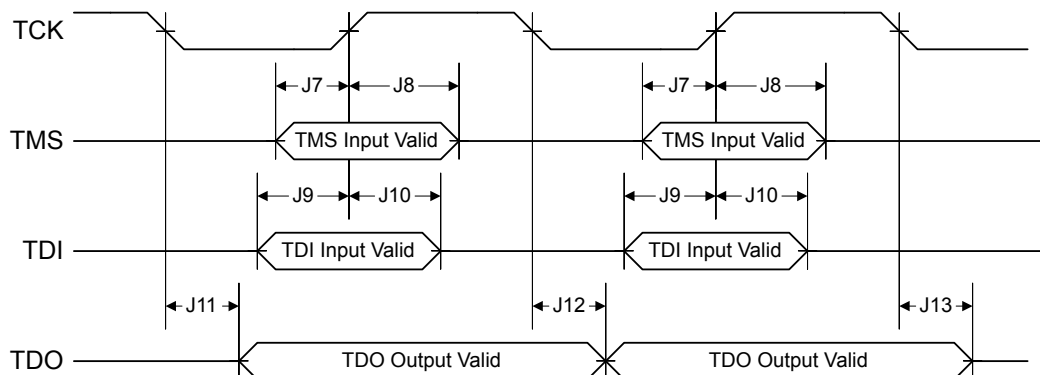 TCK
J7 J8 J7 J8
TMS TMS Input Valid TMS Input Valid
J9 J10 J9 J10
TDI TDI Input Valid TDI Input Valid
J11 J12 J13
TDO TDO Output Valid TDO Output Valid